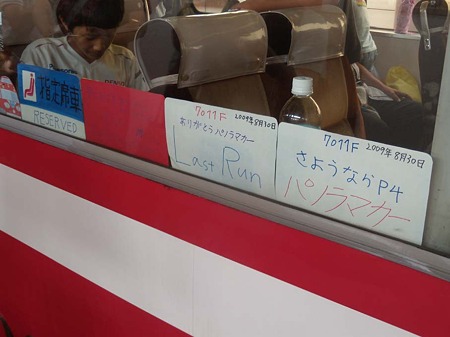 指定席車
RESERVED
7011F 2009年8月30日
ありがとうパノラマカー
Last Run
7011F 2009年8月30日
さようならP4
パノラマカー